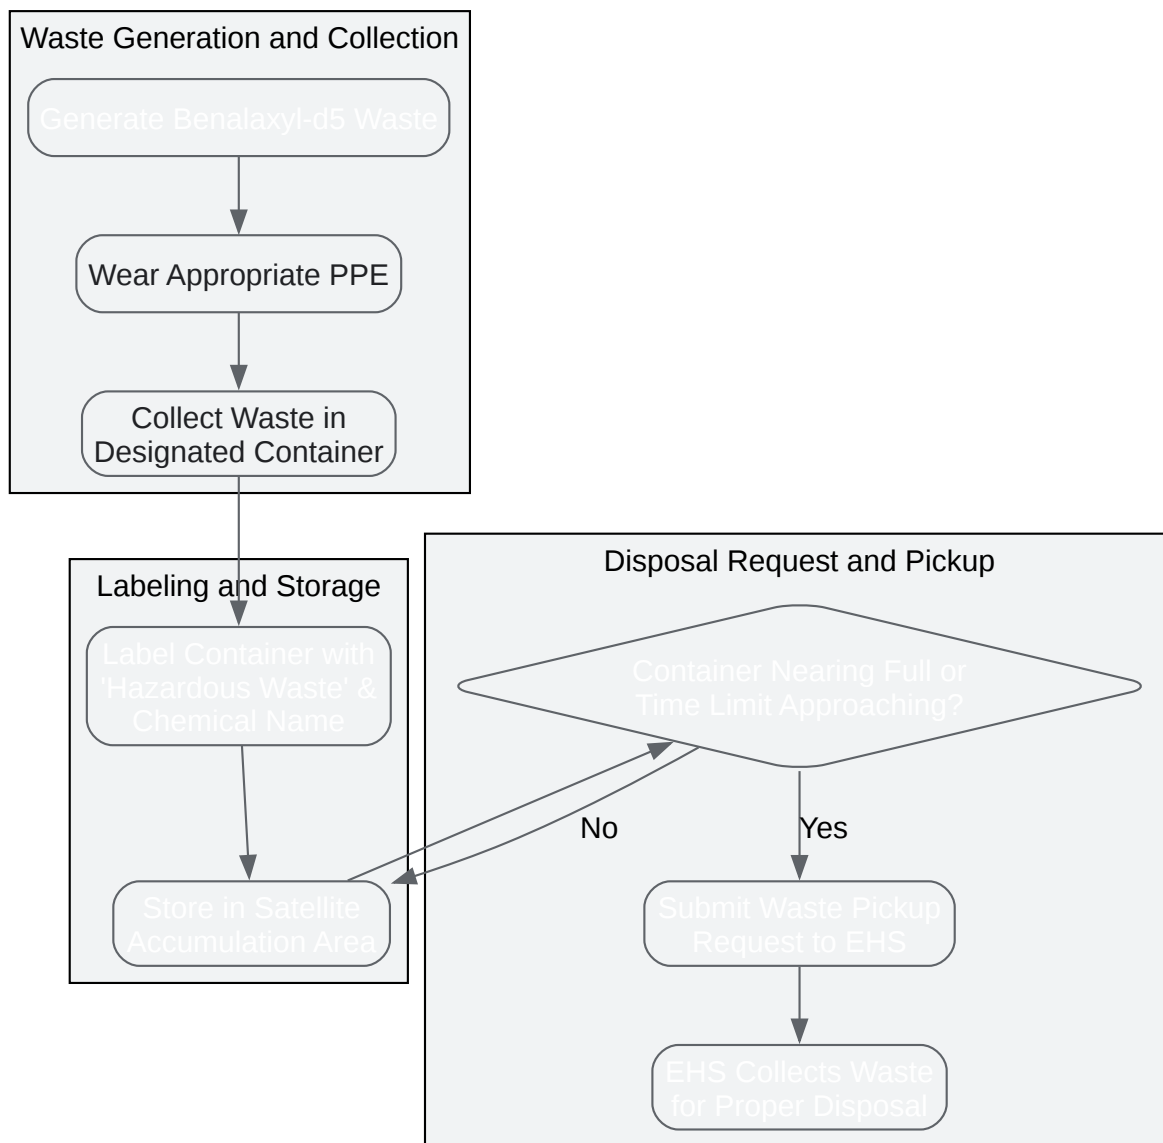 Waste Generation and Collection
Generate Benalaxyl-d5 Waste
Wear Appropriate PPE
Collect Waste in
Designated Container
Labeling and Storage
Label Container with
'Hazardous Waste' &
Chemical Name
Store in Satellite
Accumulation Area
Disposal Request and Pickup
Container Nearing Full or
Time Limit Approaching?
No
Yes
Submit Waste Pickup
Request to EHS
EHS Collects Waste
for Proper Disposal